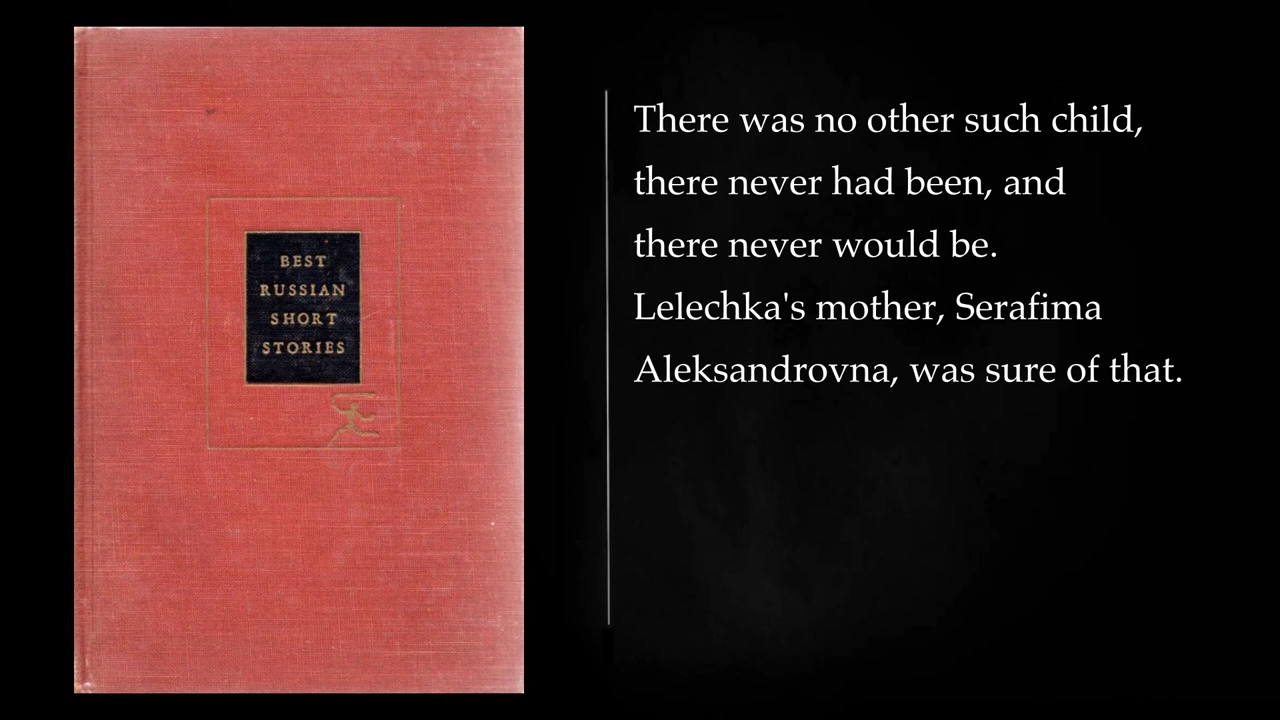 BEST
RUSSIAN
SHORT
STORIES
There was no other such child,
there never had been, and
there never would be.
Lelechka's mother, Serafima
Aleksandrovna, was sure of that.